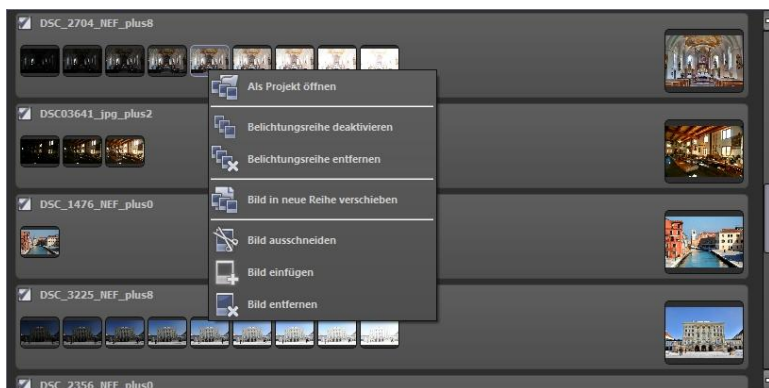 DSC_2704_NEF_plus8
Als Projekt öffnen
DSC03641_jpg_plus2
Belichtungsreihe deaktivieren
Belichtungsreihe entfernen
Bild in neue Reihe verschieben
DSC_1476_NEF_plus0
Bild ausschneiden
Bild einfügen
DSC_3225_NEF_plus8
Bild entfernen
DSC_2356_NEF_plus0